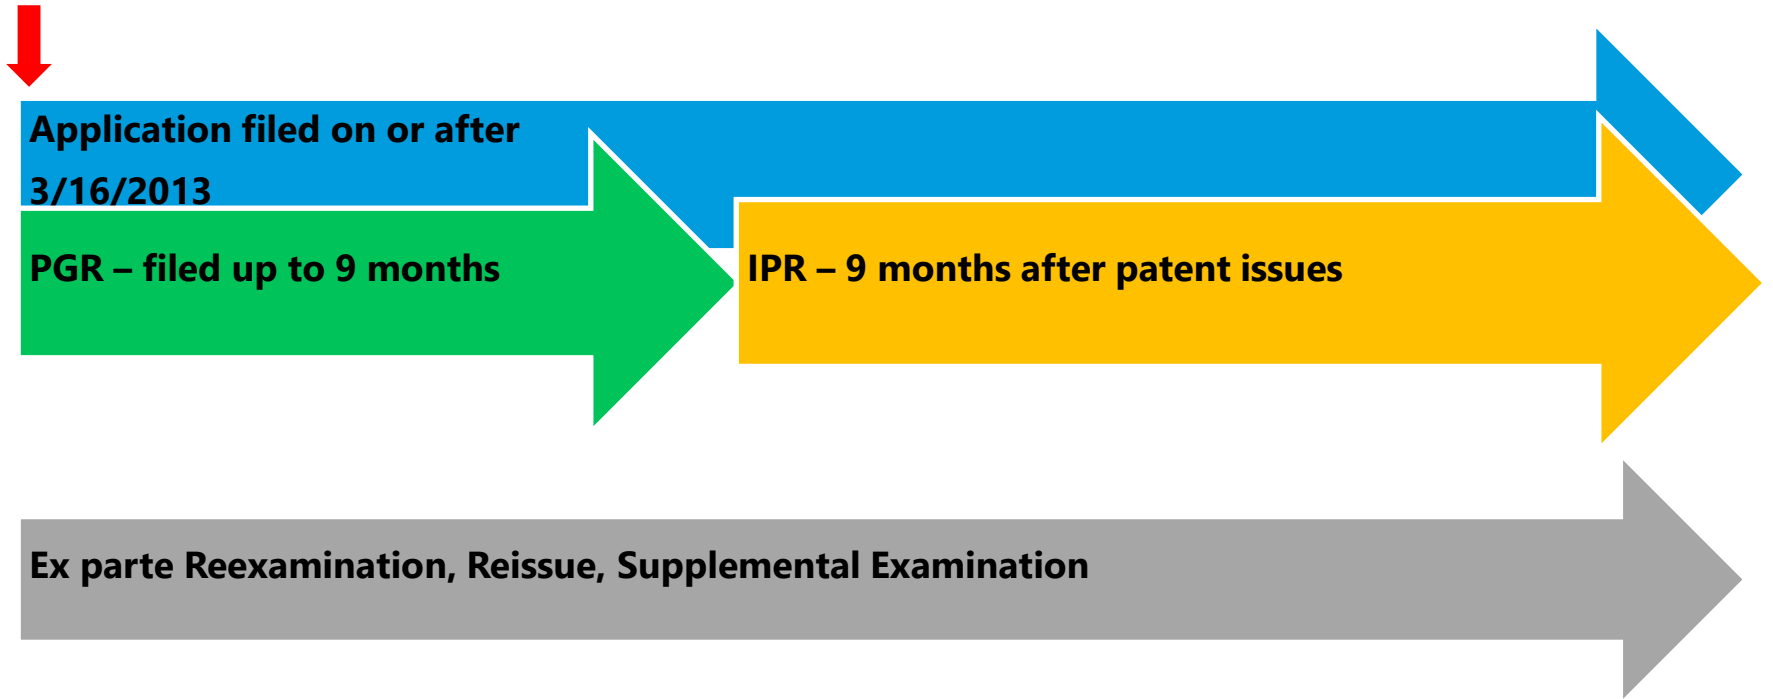 Application filed on or after
3/16/2013
PGR – filed up to 9 months
IPR – 9 months after patent issues
Ex parte Reexamination, Reissue, Supplemental Examination